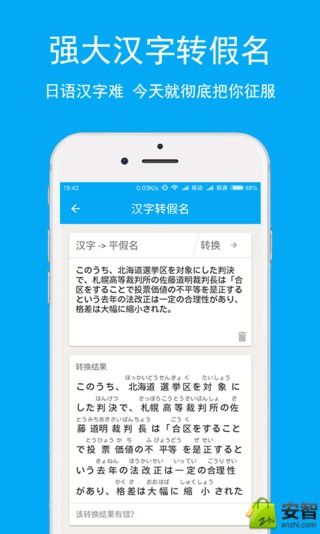 强大汉字转假名
日语汉字难 今天就彻底把你征服
19:42
0.03K/s
移动
联通
68%
汉字转假名
汉字 -> 平假名
转换
このうち、北海道選挙区を対象にした判決
で、札幌高等裁判所の佐藤道明裁判長は「合
区をすることで投票価値の不平等を是正する
という去年の法改正は一定の合理性があり、
格差は大幅に縮小された。
转换结果
ほっかいどうせんきょく たいしょう
このうち、北海道 選挙区 を 対象 に
はんけつ さっぽろこうとうさいばんしょ さ
した 判決 で、札幌 高等 裁判所 の佐
とうみちあきさいばんちょう ごうく
藤 道明 裁判 長 は「合区をすること
とうひょう かち ふびょうどう ぜせい
で 投票 価値 の 不平等 を 是正 すると
きょねん ほうかいせい いってい ごうりせい
いう 去年 の法改正 は 一定 の合理性
かくさ おおはば しゅくしょう
があり、格差 は 大幅 に 縮小 された
该转换结果有错?
安智
anzhi.com